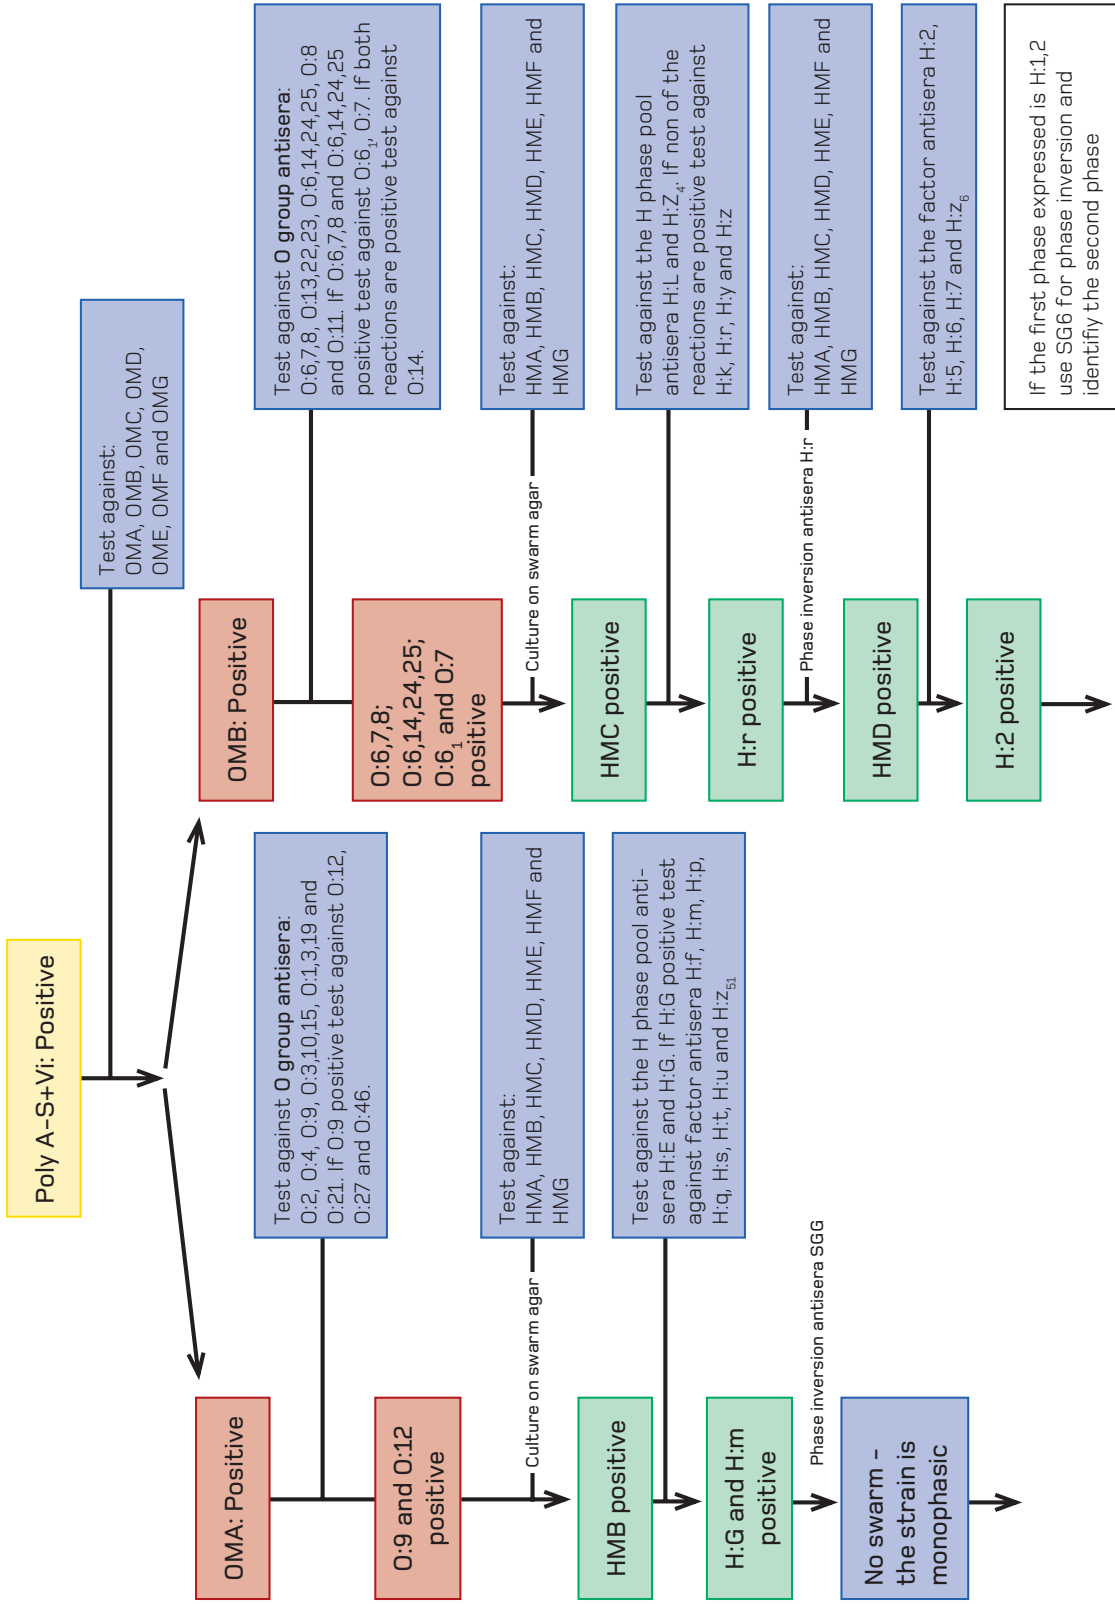 Poly A-S+Vi: Positive
Test against:
OMA, OMB, OMC, OMD,
OME, OMF and OMG
OMA: Positive
Test against O group antisera:
O:2, O:4, O:9, O:3,10,15, O:1,3,19 and
O:21. If O:9 positive test against O:12,
O:27 and O:46.
O:9 and O:12
positive
Culture on swarm agar
Test against:
HMA, HMB, HMC, HMD, HME, HMF and
HMG
HMB positive
Test against the H phase pool anti-
sera H:E and H:G. If H:G positive test
against factor antisera H:f, H:m, H:p,
H:q, H:s, H:t, H:u and H:z₅₁
H:G and H:m
positive
Phase inversion antisera SGG
No swarm -
the strain is
monophasic
OMB: Positive
Test against O group antisera:
O:6,7,8, O:13,22,23, O:6,14,24,25, O:8
and O:11. If O:6,7,8 and O:6,14,24,25
positive test against O:6₁, O:7. If both
reactions are positive test against
O:14.
O:6,7,8;
O:6,14,24,25;
O:6₁ and O:7
positive
Culture on swarm agar
Test against:
HMA, HMB, HMC, HMD, HME, HMF and
HMG
HMC positive
Test against the H phase pool
antisera H:L and H:Z₄. If non of the
reactions are positive test against
H:k, H:r, H:y and H:z
H:r positive
Phase inversion antisera H:r
Test against:
HMA, HMB, HMC, HMD, HME, HMF and
HMG
HMD positive
Test against the factor antisera H:2,
H:5, H:6, H:7 and H:z₆
H:2 positive
If the first phase expressed is H:1,2
use SG6 for phase inversion and
identifiy the second phase